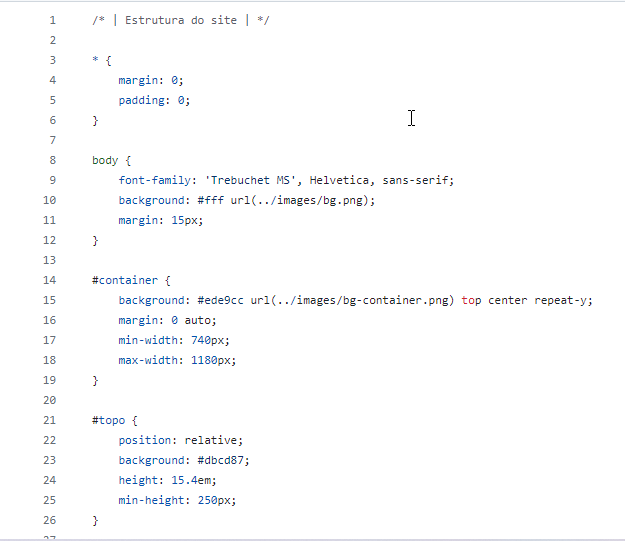 1 /* | Estrutura do site | */
2
3 * {
4 margin: 0;
5 padding: 0;
6 }
7
8 body {
9 font-family: 'Trebuchet MS', Helvetica, sans-serif;
10 background: #fff url(../images/bg.png);
11 margin: 15px;
12 }
13
14 #container {
15 background: #ede9cc url(../images/bg-container.png) top center repeat-y;
16 margin: 0 auto;
17 min-width: 740px;
18 max-width: 1180px;
19 }
20
21 #topo {
22 position: relative;
23 background: #dbcd87;
24 height: 15.4em;
25 min-height: 250px;
26 }